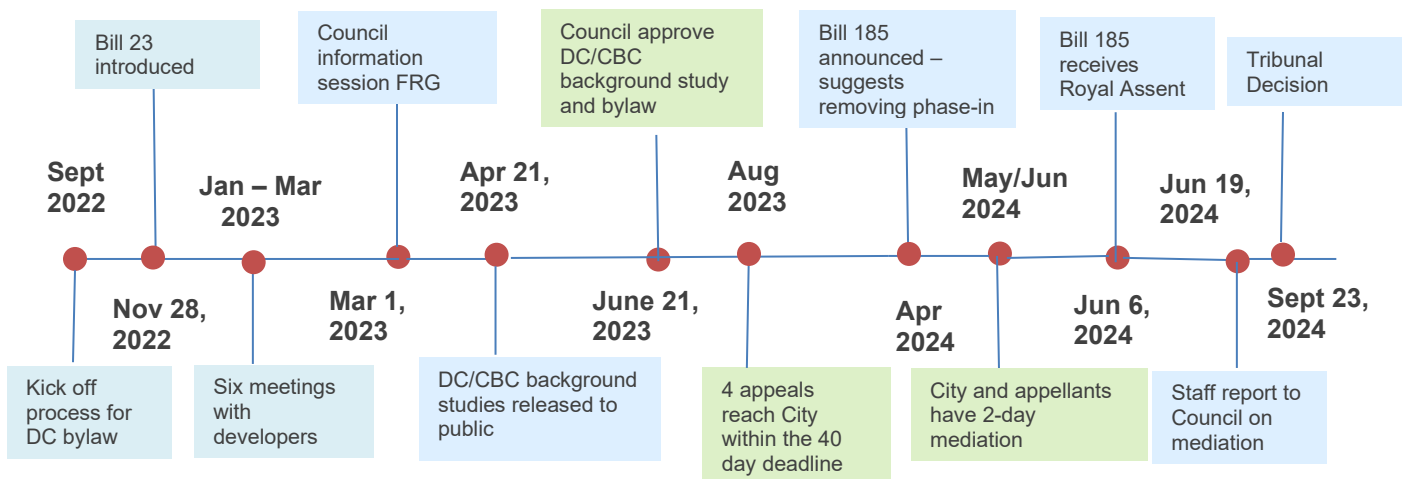 Bill 23
introduced
Council
information
session FRG
Council approve
DC/CBC
background study
and bylaw
Bill 185
announced –
suggests
removing phase-in
Bill 185
receives
Royal Assent
Tribunal
Decision
Sept
2022
Jan – Mar
2023
Apr 21,
2023
Aug
2023
May/Jun
2024
Jun 19,
2024
Nov 28,
2022
Mar 1,
2023
June 21,
2023
Apr
2024
Jun 6,
2024
Sept 23,
2024
Kick off
process for
DC bylaw
Six meetings
with
developers
DC/CBC background
studies released to
public
4 appeals
reach City
within the 40
day deadline
City and appellants
have 2-day
mediation
Staff report to
Council on
mediation